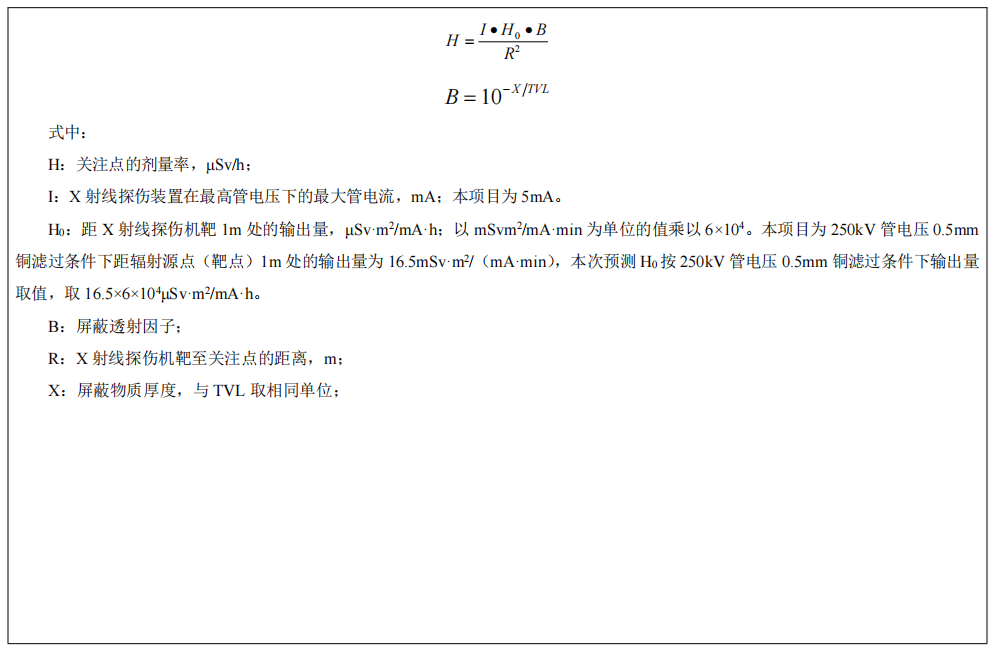 H = I • H₀ • B / R²
B = 10^{-X/TVL}
式中：
H：关注点的剂量率，μSv/h；
I：X 射线探伤装置在最高管电压下的最大管电流，mA；本项目为 5mA。
H₀：距 X 射线探伤机靶 1m 处的输出量，μSv·m²/mA·h；以 mSvm²/mA·min 为单位的值乘以 6×10⁴。本项目为 250kV 管电压 0.5mm
铜滤过条件下距辐射源点（靶点）1m 处的输出量为 16.5mSv·m²/（mA·min），本次预测 H₀ 按 250kV 管电压 0.5mm 铜滤过条件下输出量
取值，取 16.5×6×10⁴μSv·m²/mA·h。
B：屏蔽透射因子；
R：X 射线探伤机靶至关注点的距离，m；
X：屏蔽物质厚度，与 TVL 取相同单位；